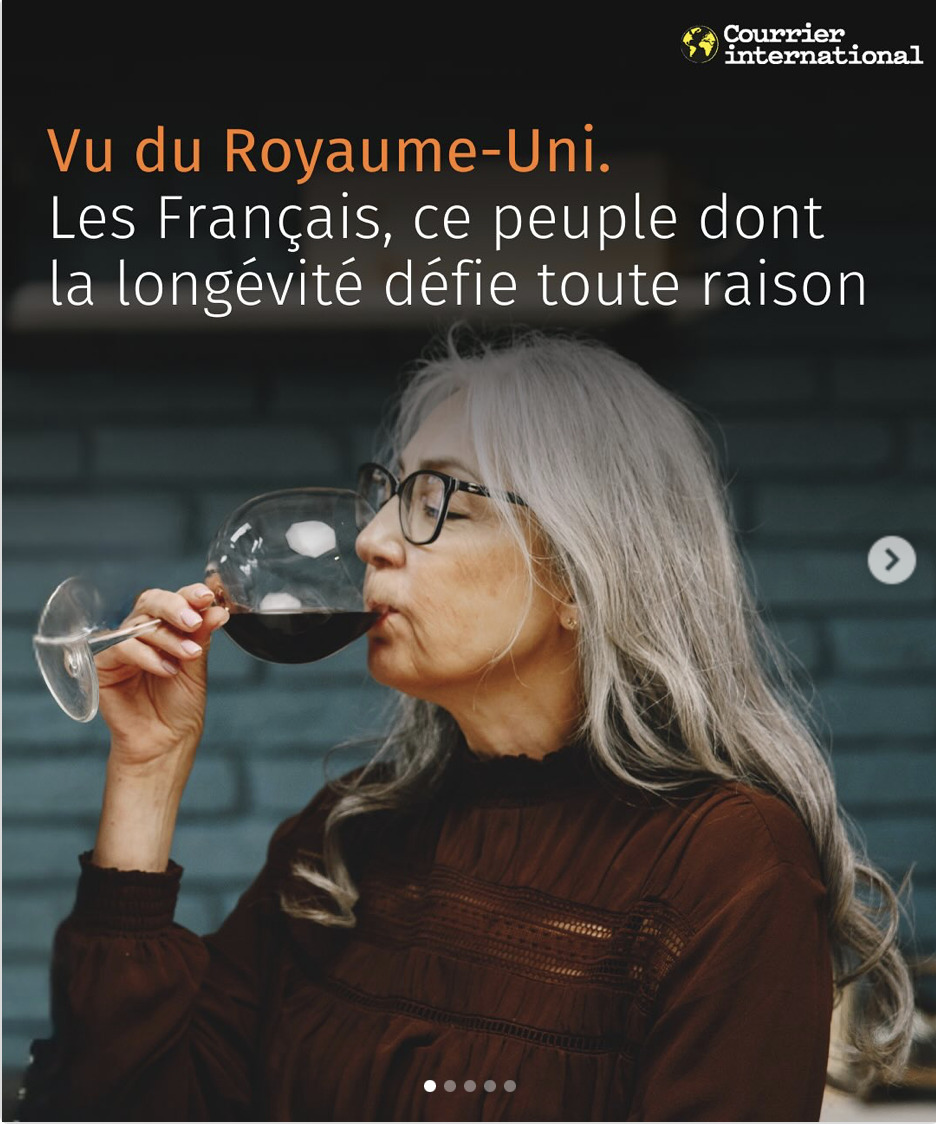 Courrier
international
Vu du Royaume-Uni.
Les Français, ce peuple dont
la longévité défie toute raison